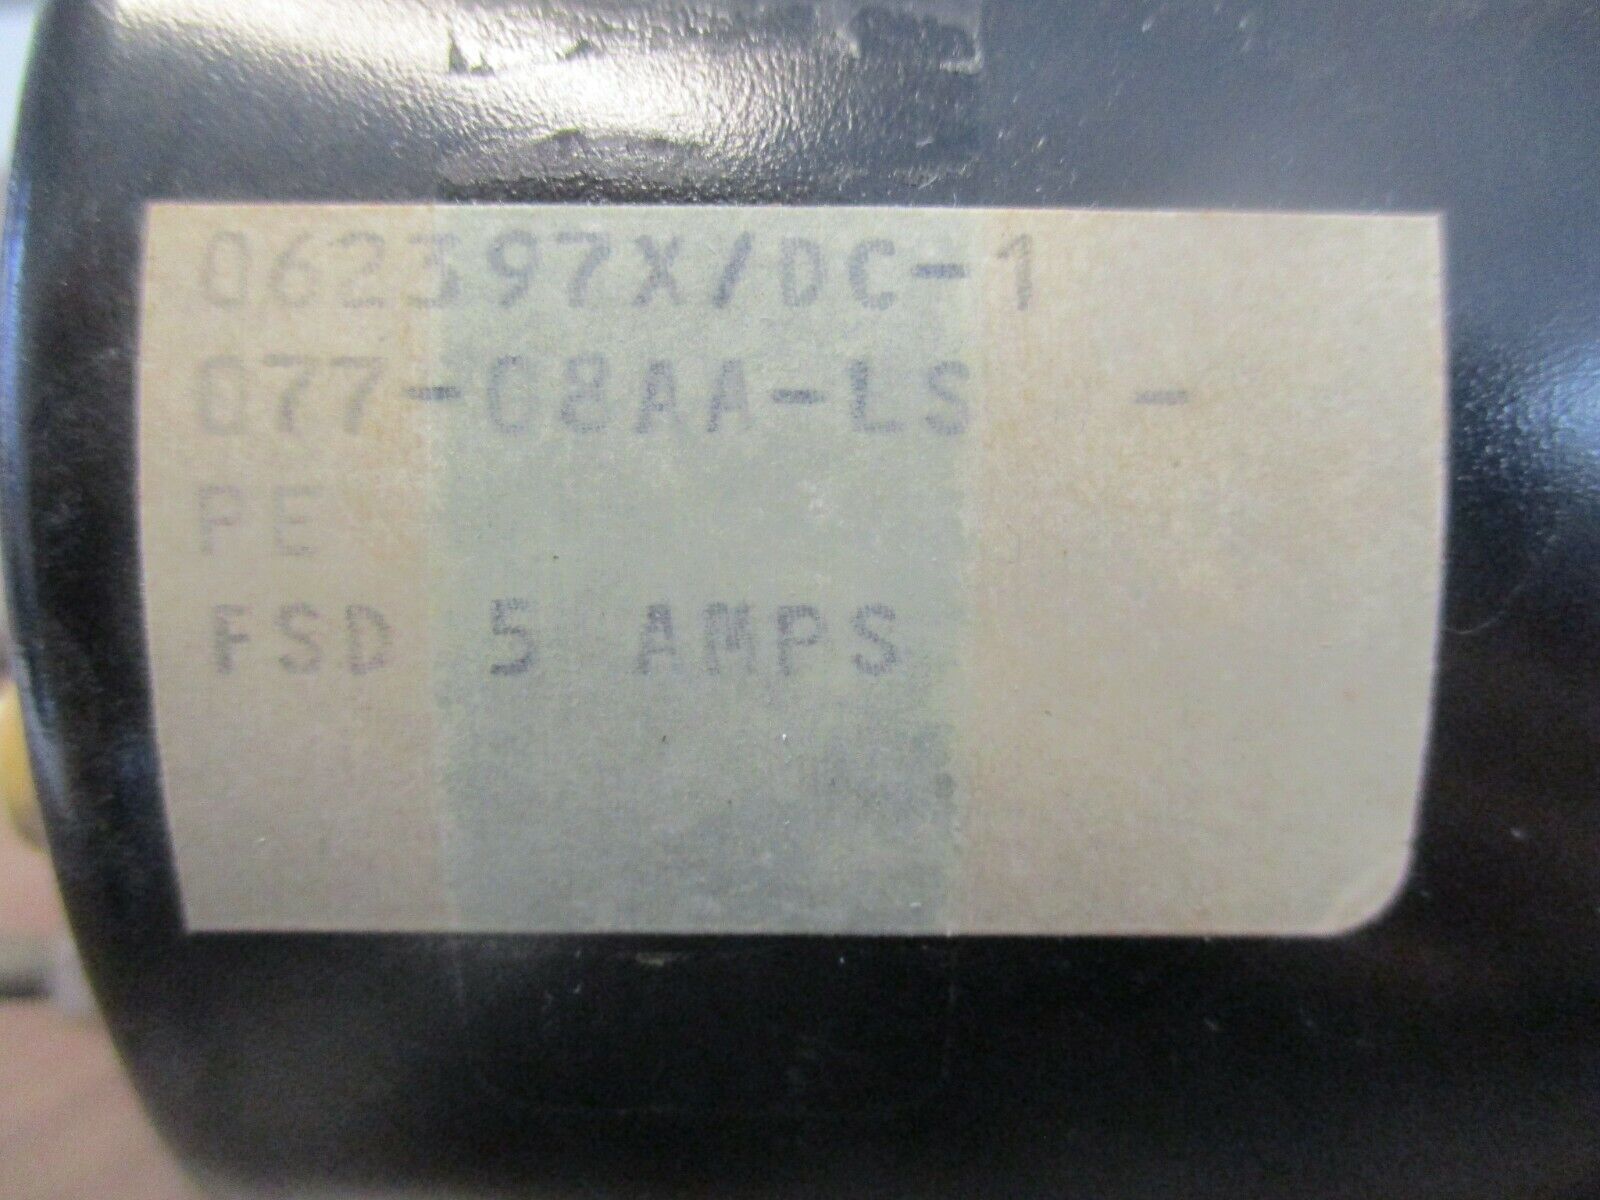 062397X/DC-1
077-08AA-LS -
PE
FSD 5 AMPS